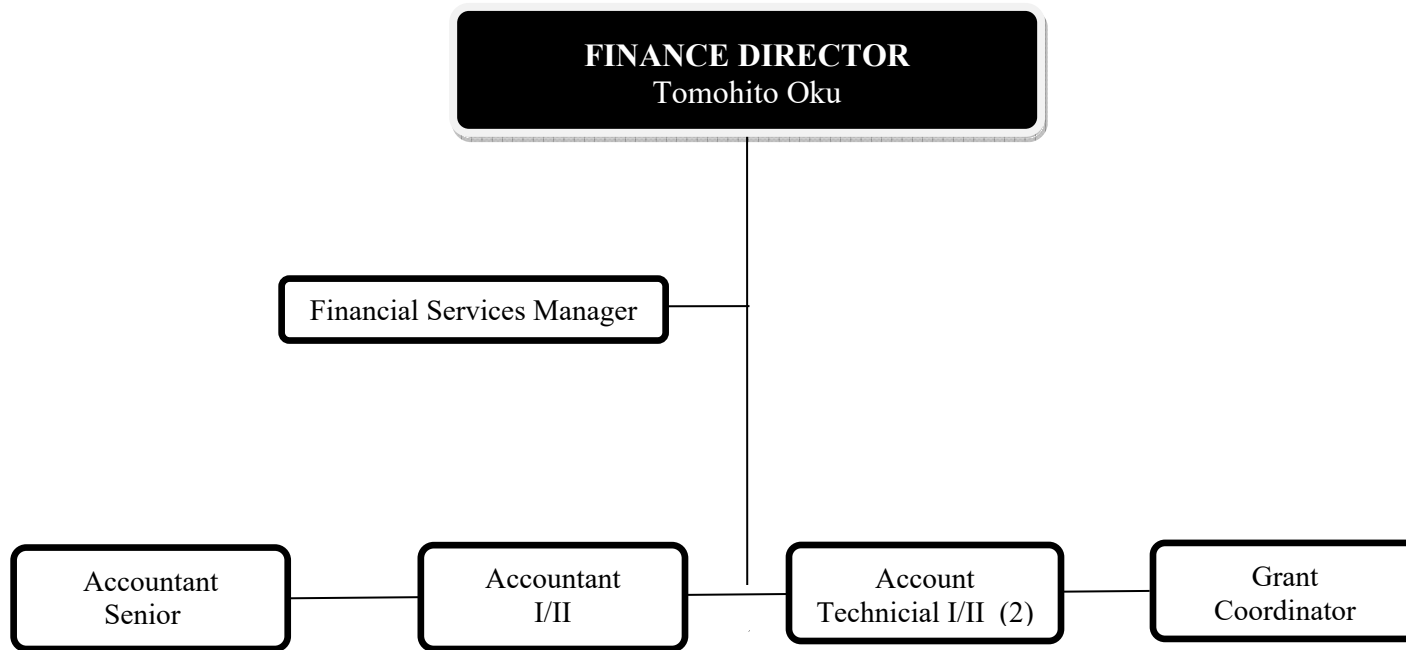 FINANCE DIRECTOR
Tomohito Oku
Financial Services Manager
Accountant
Senior
Accountant
I/II
Account
Technicial I/II (2)
Grant
Coordinator